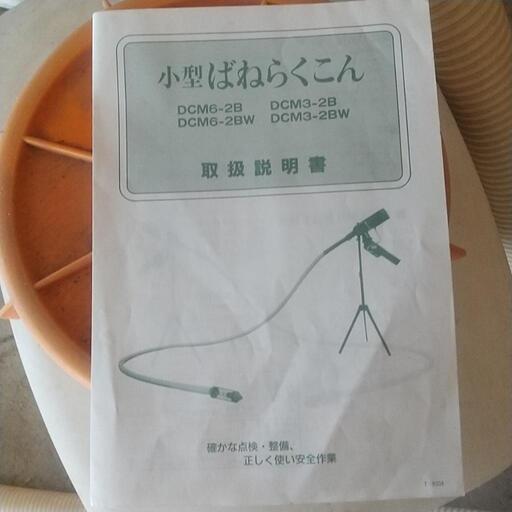 小型ばねらくこん
DCM6-2B DCM3-2B
DCM6-2BW DCM3-2BW
取扱説明書
確かな点検・整備、
正しく使い安全作業